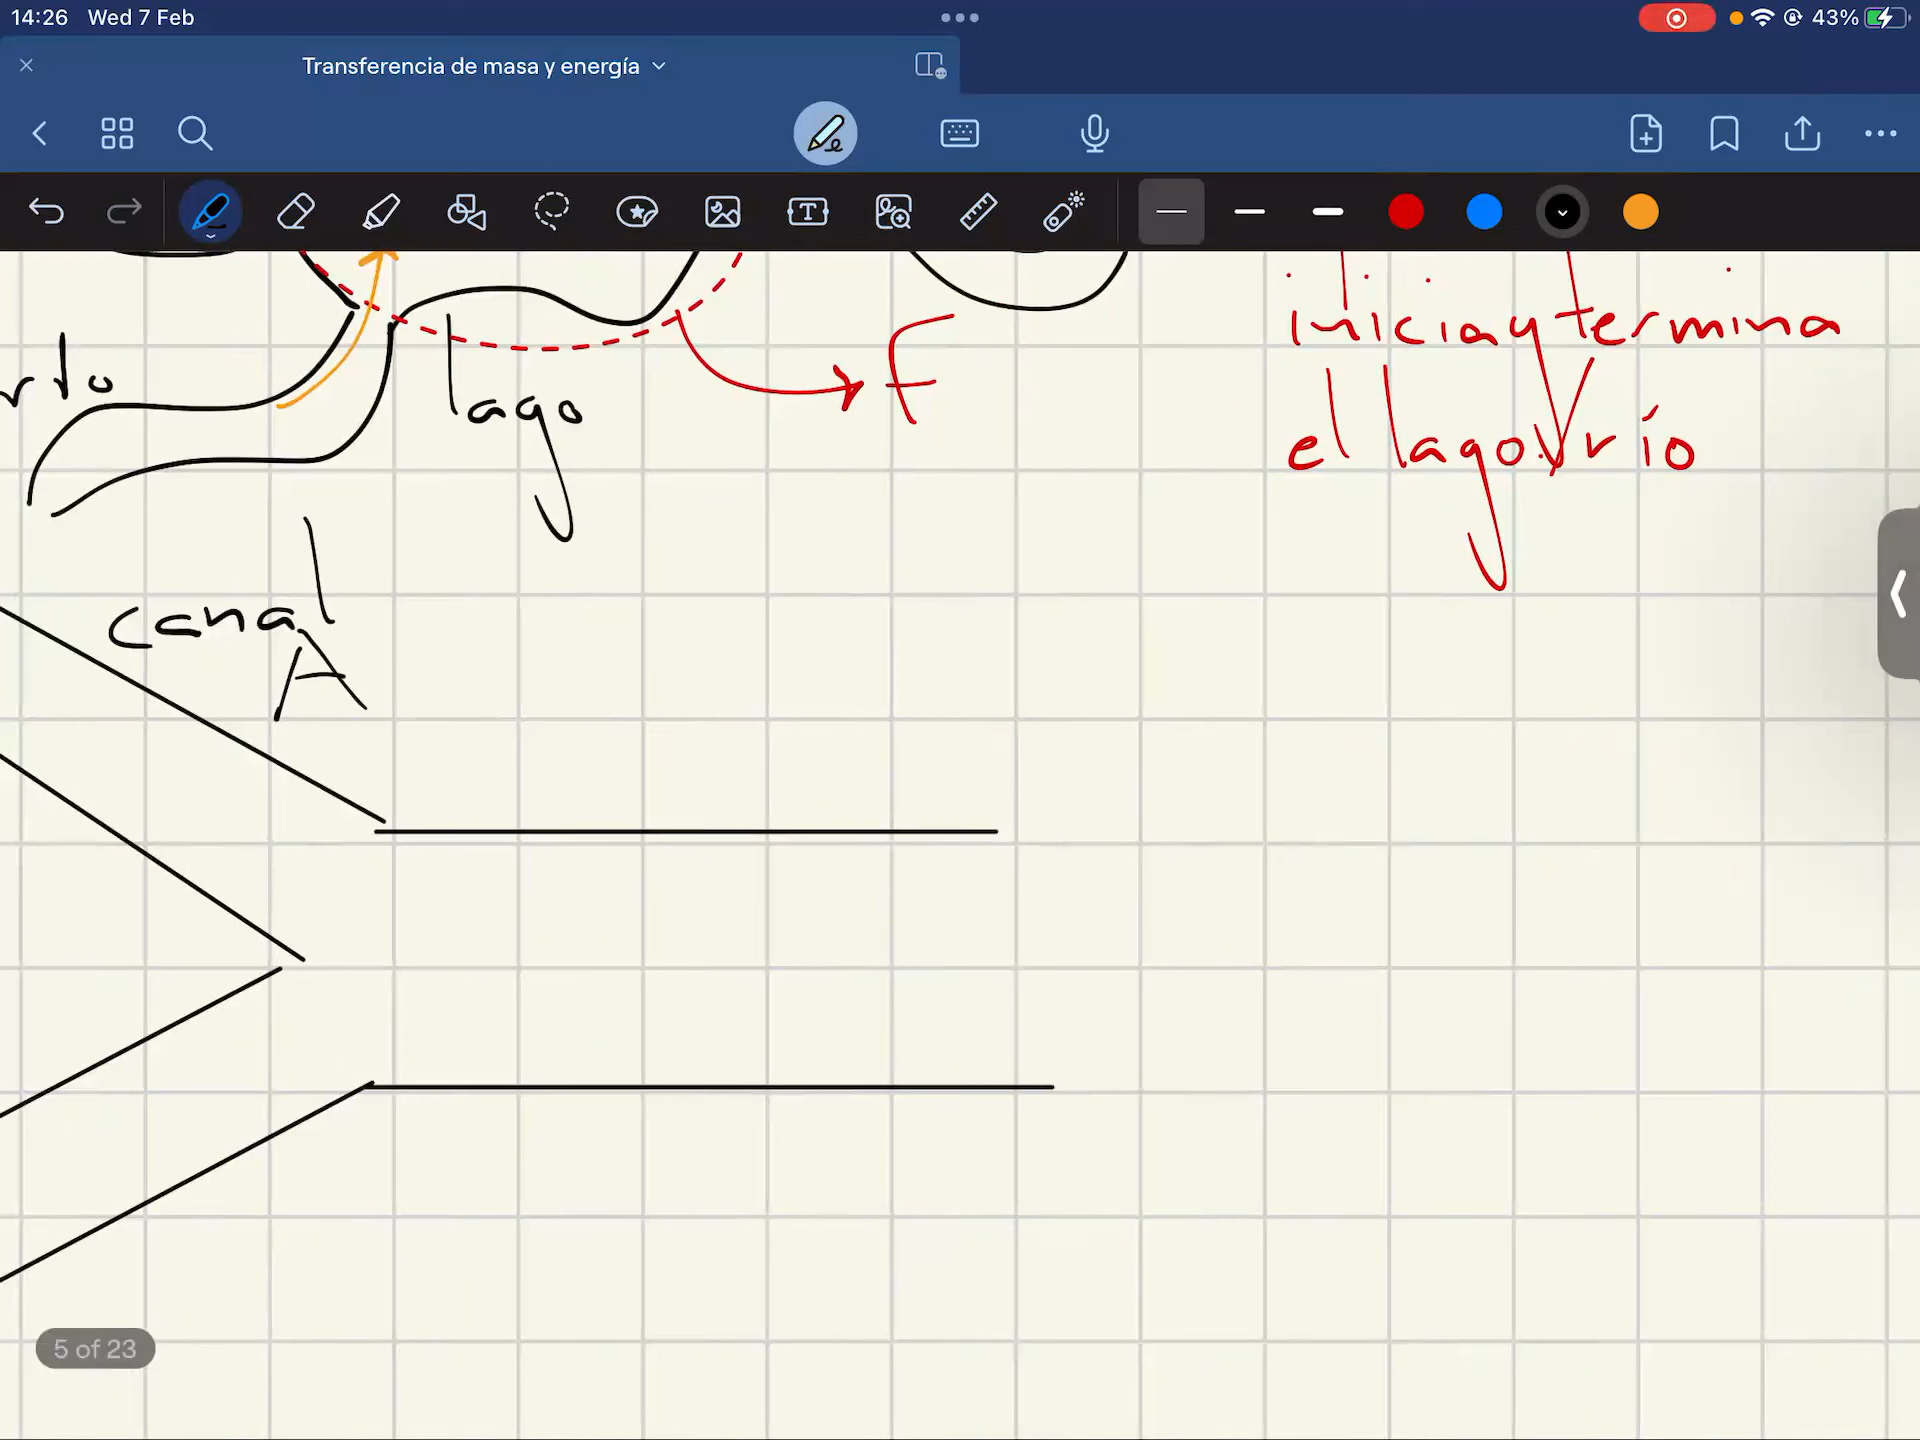 14:26 Wed 7 Feb
43%
Transferencia de masa y energía
inicia y termina
lago
F
el lago y río
canal
A
5 of 23